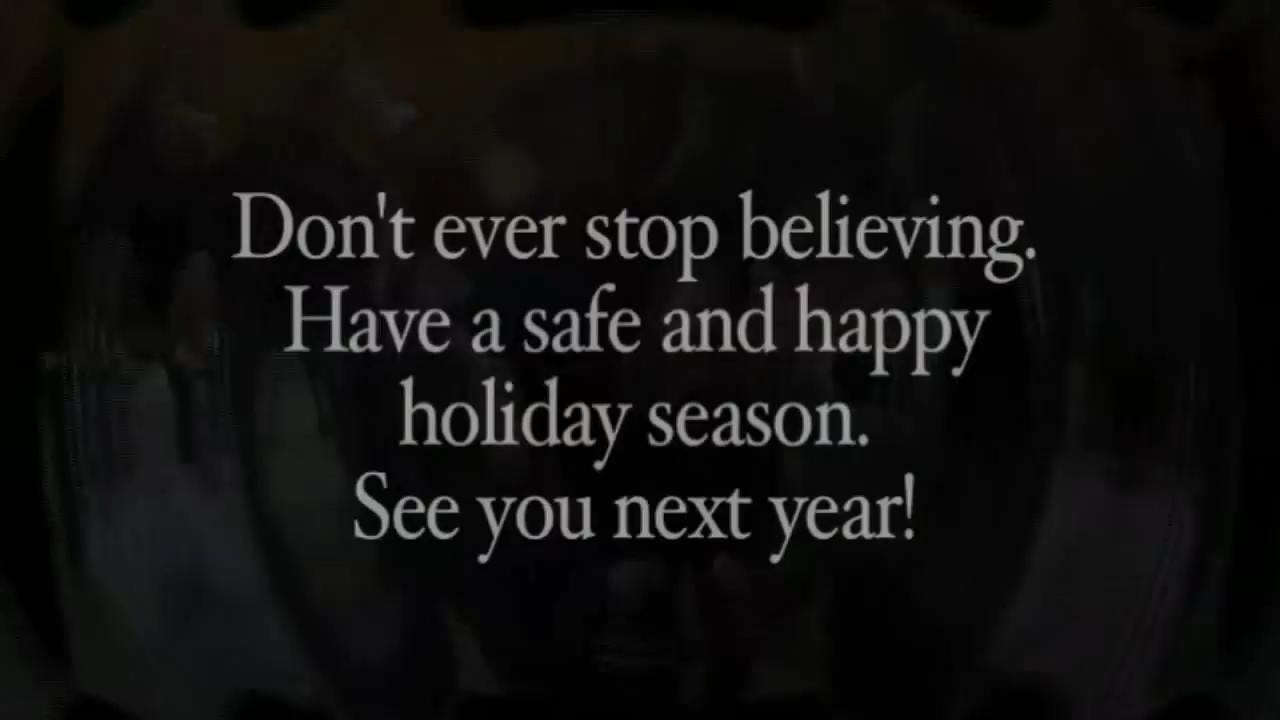 Don't ever stop believing.
Have a safe and happy
holiday season.
See you next year!